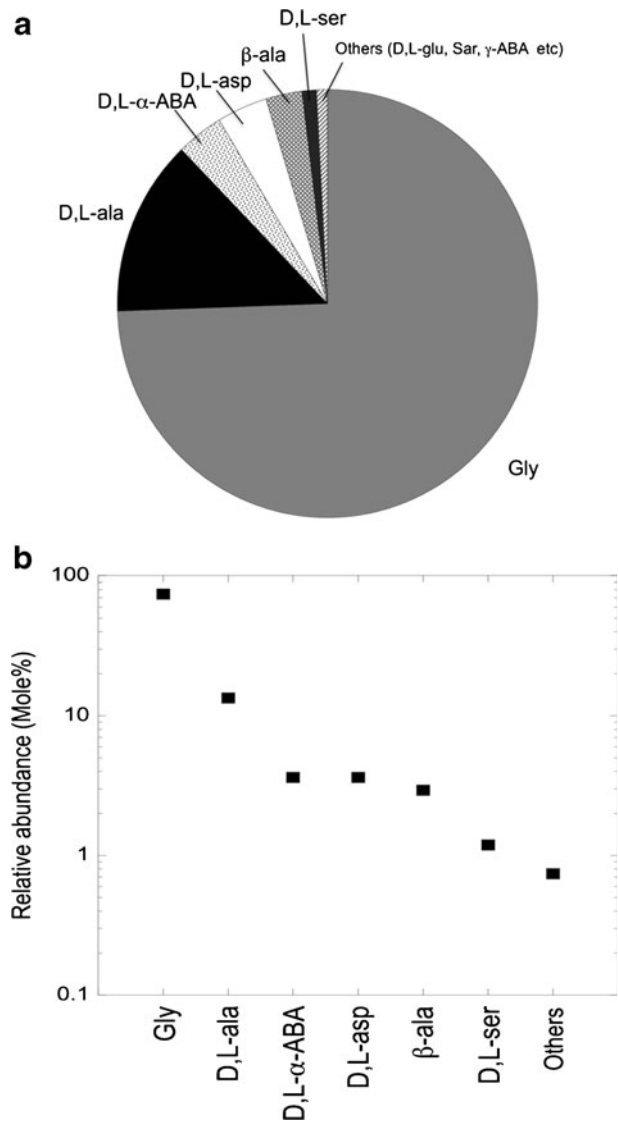 a
D,L-ser
Others (D,L-glu, Sar, γ-ABA etc)
β-ala
D,L-asp
D,L-α-ABA
D,L-ala
Gly
b
Relative abundance (Mole%)
100
10
1
0.1
Gly
D,L-ala
D,L-α-ABA
D,L-asp
β-ala
D,L-ser
Others